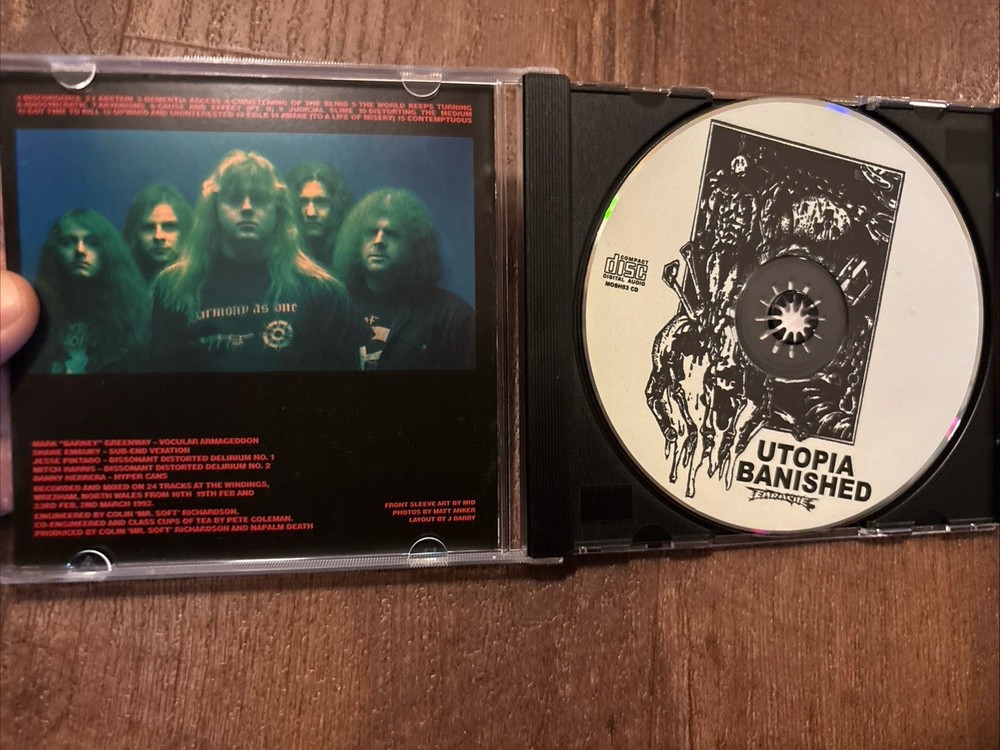 1 DISCORDANCE 2 I ABSTAIN 3 DEMENTIA ACCESS 4 CHRISTENING OF THE BLIND 5 THE WORLD KEEPS TURNING
6 IDIOSYNCRATIC 7 ARYANISMS 8 CAUSE AND EFFECT (PT. II) 9 JUDICIAL SLIME 10 DISTORTING THE MEDIUM
11 GOT TIME TO KILL 12 UPWARD AND UNINTERESTED 13 EXILE 14 AWAKE (TO A LIFE OF MISERY) 15 CONTEMPTUOUS
armony as one
MARK "BARNEY" GREENWAY - VOCULAR ARMAGEDDON
SHANE EMBURY - SUB-END VEXATION
JESSE PINTADO - DISSONANT DISTORTED DELIRIUM NO. 1
MITCH HARRIS - DISSONANT DISTORTED DELIRIUM NO. 2
DANNY HERRERA - HYPER CANS
RECORDED AND MIXED ON 24 TRACKS AT THE WINDINGS,
WREXHAM, NORTH WALES FROM 10TH 19TH FEB AND
23RD FEB, 2ND MARCH 1992.
ENGINEERED BY COLIN 'MR. SOFT' RICHARDSON,
CO-ENGINEERED AND CLASS CUPS OF TEA BY PETE COLEMAN.
PRODUCED BY COLIN 'MR. SOFT' RICHARDSON AND NAPALM DEATH
FRONT SLEEVE ART BY MID
PHOTOS BY MATT ANKER
LAYOUT BY J BARRY
COMPACT
disc
DIGITAL AUDIO
MOSH53 CD
UTOPIA
BANISHED
EARACHE